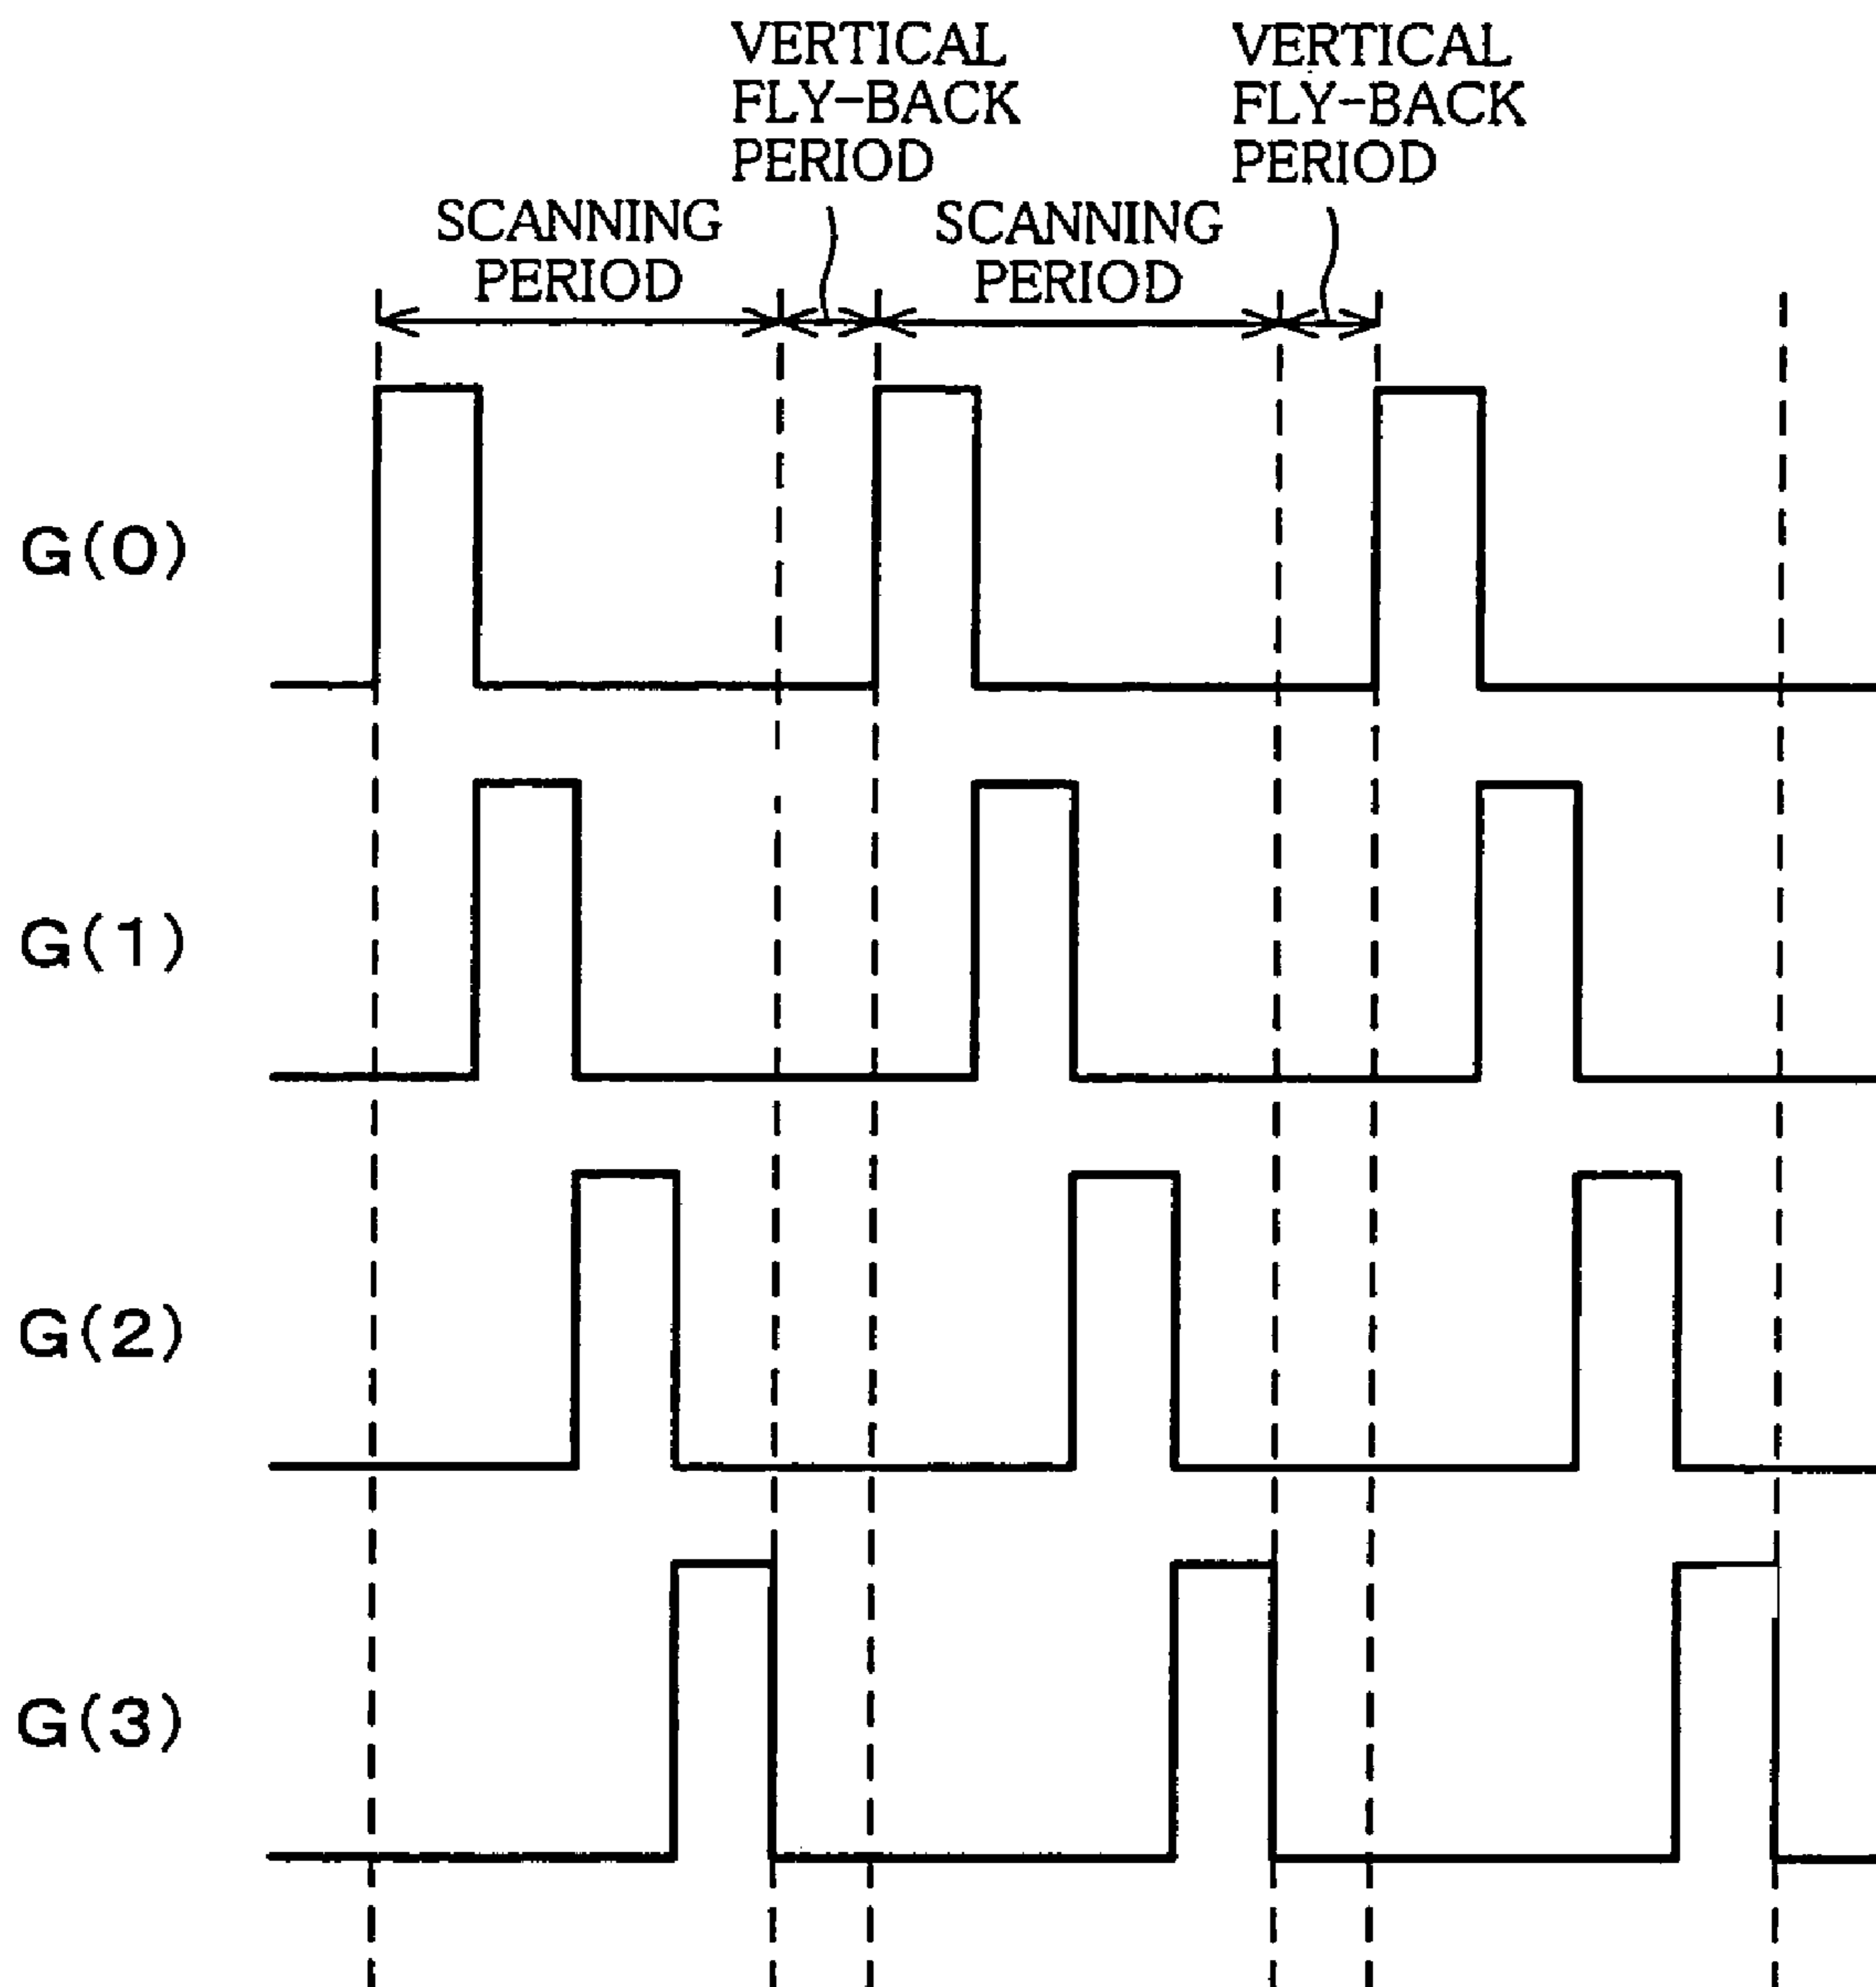 VERTICAL
FLY-BACK
PERIOD
VERTICAL
FLY-BACK
PERIOD
SCANNING
PERIOD
SCANNING
PERIOD
G(0)
G(1)
G(2)
G(3)